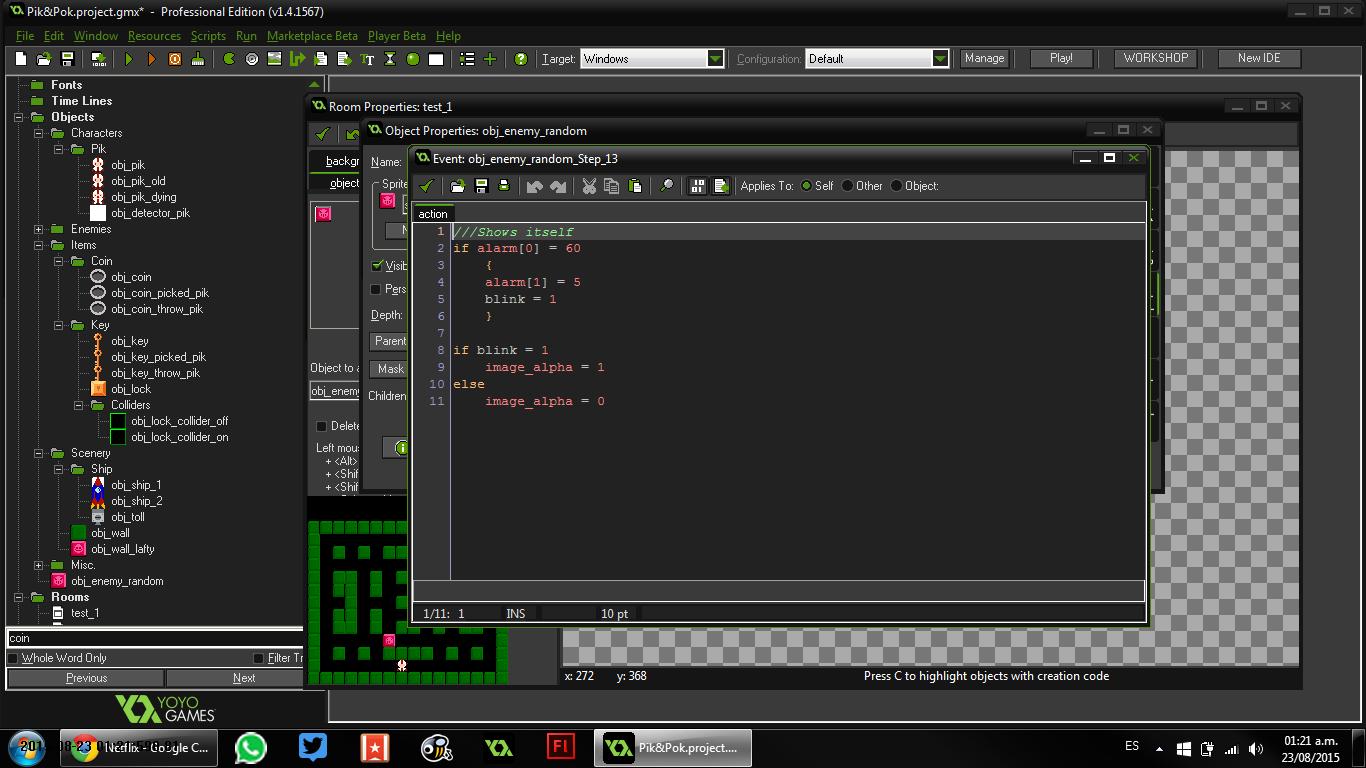 Pik&Pok.project.gmx* - Professional Edition (v1.4.1567)
File Edit Window Resources Scripts Run Marketplace Beta Player Beta Help
Target: Windows Configuration: Default Manage Play! WORKSHOP New IDE
Fonts
Time Lines
Objects
Characters
Pik
obj_pik
obj_pik_old
obj_pik_dying
obj_detector_pik
Enemies
Items
Coin
obj_coin
obj_coin_picked_pik
obj_coin_throw_pik
Key
obj_key
obj_key_picked_pik
obj_key_throw_pik
obj_lock
Colliders
obj_lock_collider_off
obj_lock_collider_on
Scenery
Ship
obj_ship_1
obj_ship_2
obj_toll
obj_wall
obj_wall_lafty
Misc.
obj_enemy_random
Rooms
test_1
coin
Whole Word Only Filter Tr
Previous Next
YOYO
GAMES
Room Properties: test_1
backgr
object
Object to a
obj_enemy
Delete
Left mou
+ <Alt>
+ <Shif
+ <Shif
Object Properties: obj_enemy_random
Name:
Sprite
N
Visib
Pers
Depth:
Parent
Mask
Children
Event: obj_enemy_random_Step_13
Applies To: Self Other Object:
action
1 ///Shows itself
2 if alarm[0] = 60
3 {
4 alarm[1] = 5
5 blink = 1
6 }
7
8 if blink = 1
9 image_alpha = 1
10 else
11 image_alpha = 0
1/11: 1 INS 10 pt
x: 272 y: 368 Press C to highlight objects with creation code
Netflix - Google C...
Fl
Pik&Pok.project....
ES
01:21 a.m.
23/08/2015